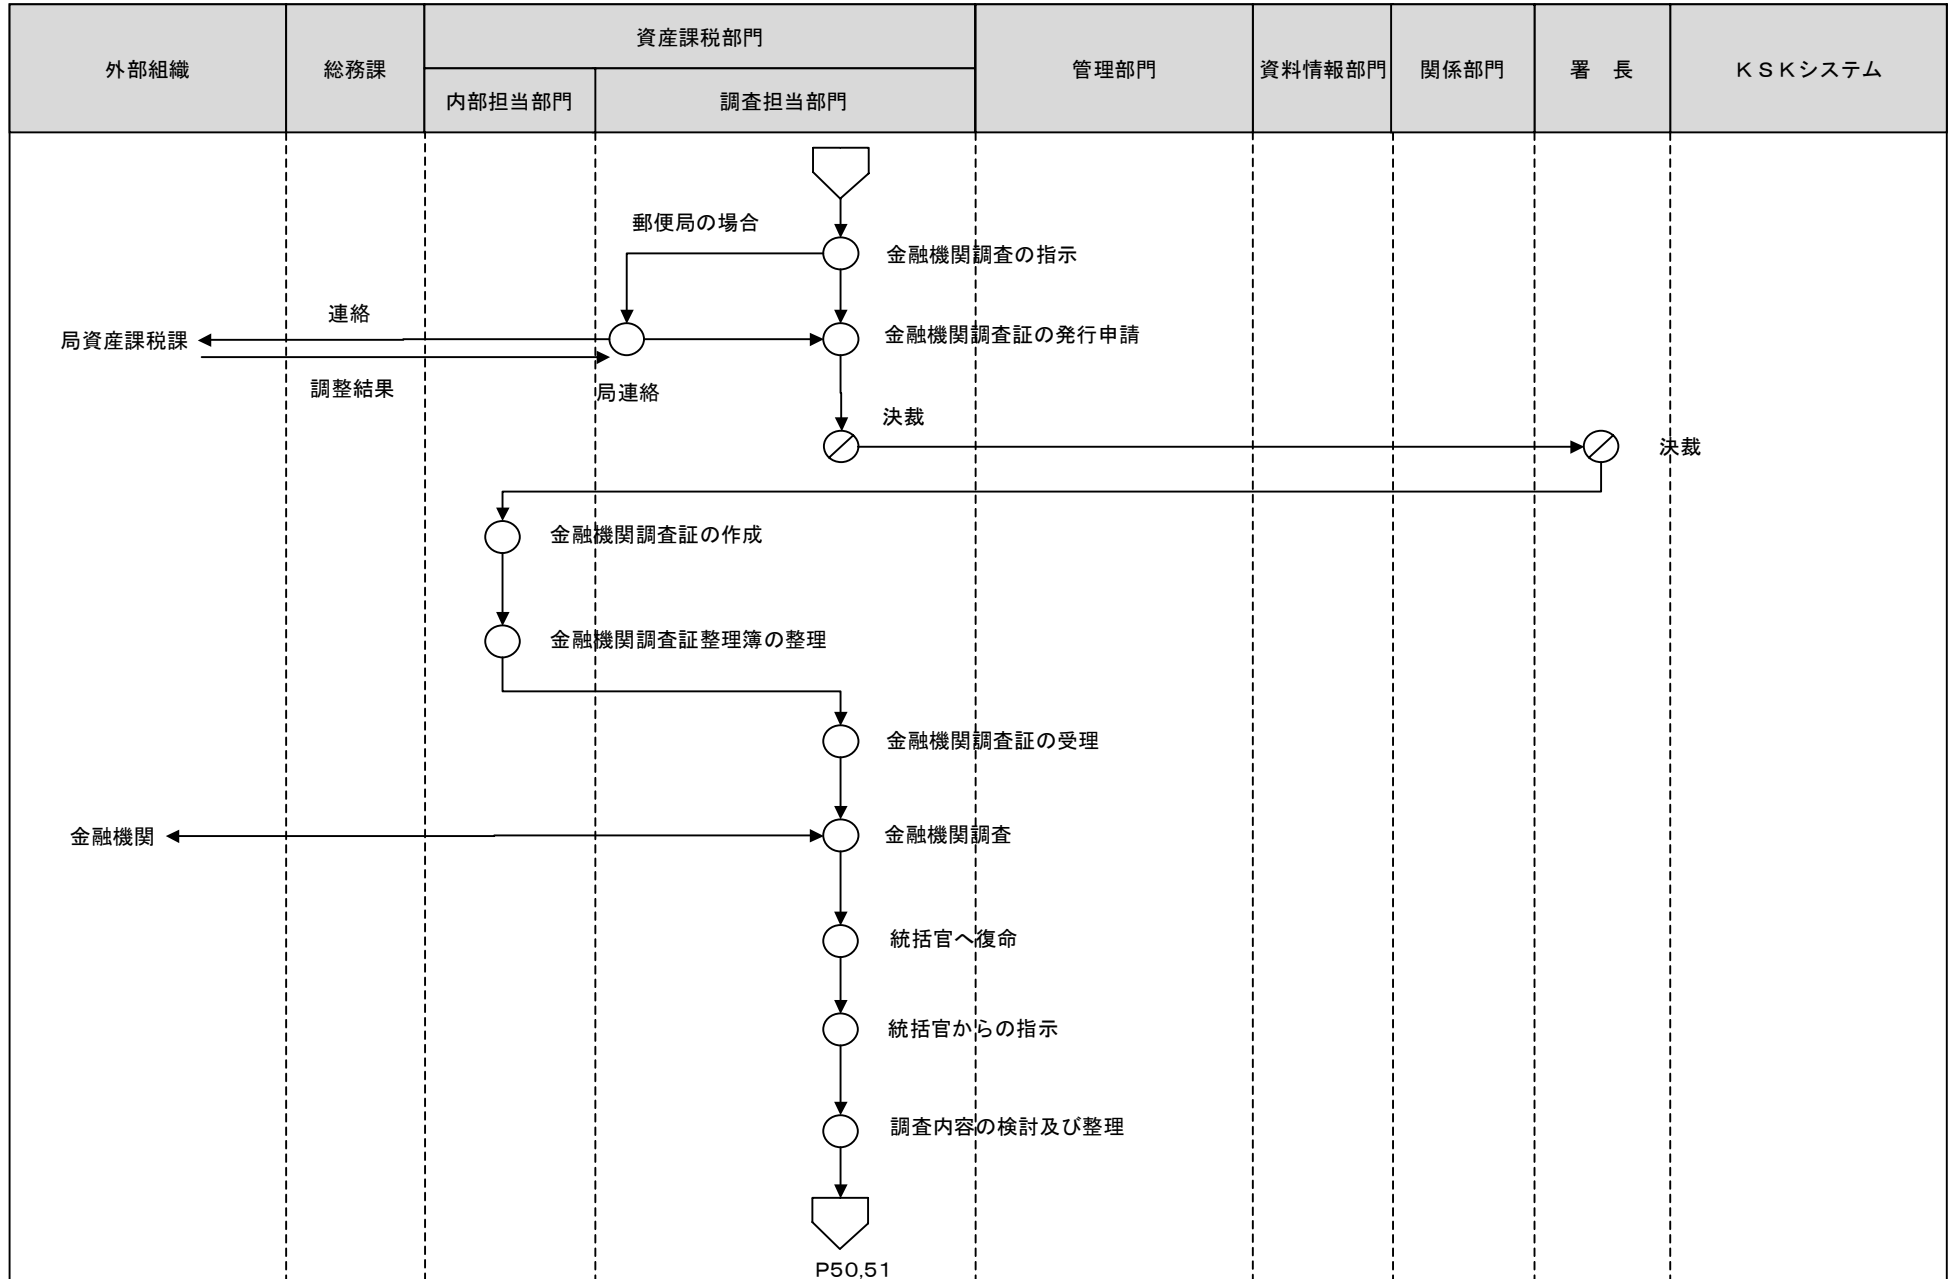 外部組織
総務課
資産課税部門
内部担当部門
調査担当部門
管理部門
資料情報部門
関係部門
署　長
ＫＳＫシステム
郵便局の場合
金融機関調査の指示
連絡
局資産課税課
金融機関調査証の発行申請
調整結果
局連絡
決裁
決裁
金融機関調査証の作成
金融機関調査証整理簿の整理
金融機関調査証の受理
金融機関
金融機関調査
統括官へ復命
統括官からの指示
調査内容の検討及び整理
P50,51